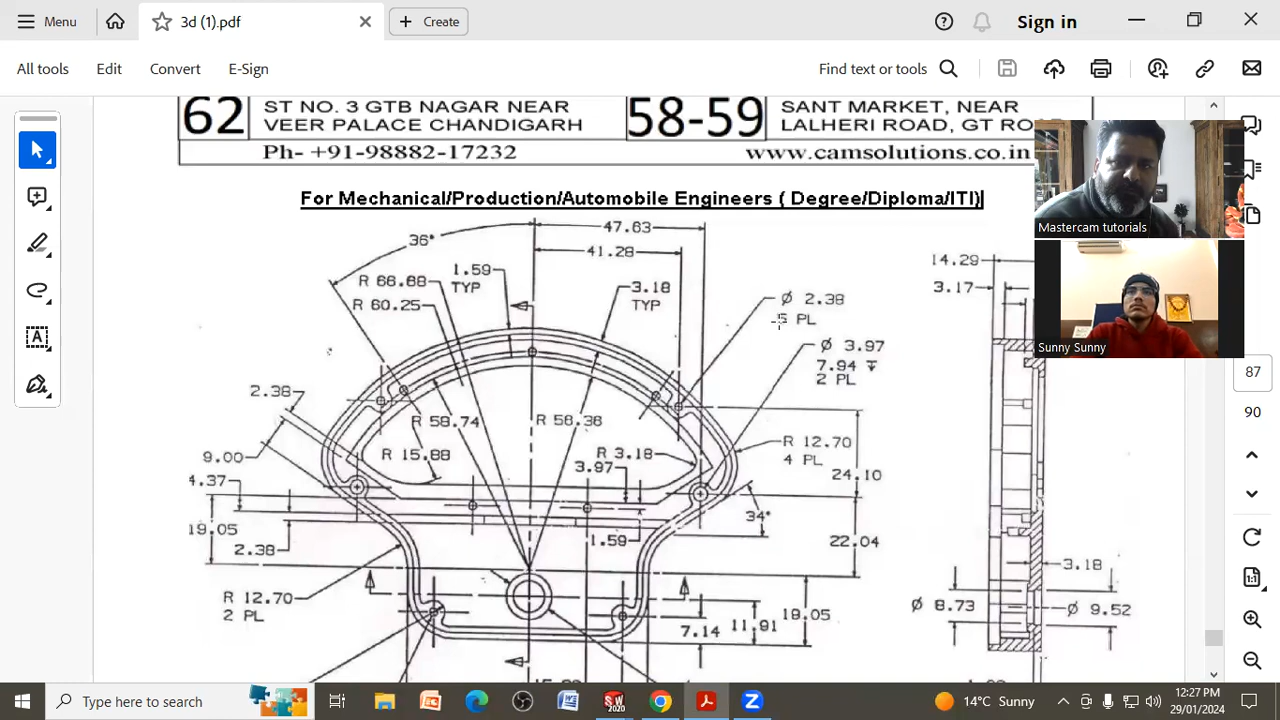 Menu
3d (1).pdf
Create
Sign in
All tools
Edit
Convert
E-Sign
Find text or tools
62
ST NO. 3 GTB NAGAR NEAR
VEER PALACE CHANDIGARH
58-59
SANT MARKET, NEAR
LALHERI ROAD, GT RO
Ph- +91-98882-17232
www.camsolutions.co.in
For Mechanical/Production/Automobile Engineers ( Degree/Diploma/ITI)
Mastercam tutorials
Sunny Sunny
36°
47.63
41.28
R 66.68
R 60.25
1.59
TYP
3.18
TYP
Ø 2.38
5 PL
Ø 3.97
7.94 ↧
2 PL
2.38
R 58.74
R 15.88
R 58.38
R 3.18
3.97
R 12.70
4 PL
24.10
9.00
4.37
19.05
2.38
34°
1.59
22.04
R 12.70
2 PL
7.14
11.91
18.05
14.29
3.17
3.18
Ø 8.73
Ø 9.52
87
90
1:1
Type here to search
SW
2020
14°C Sunny
12:27 PM
29/01/2024